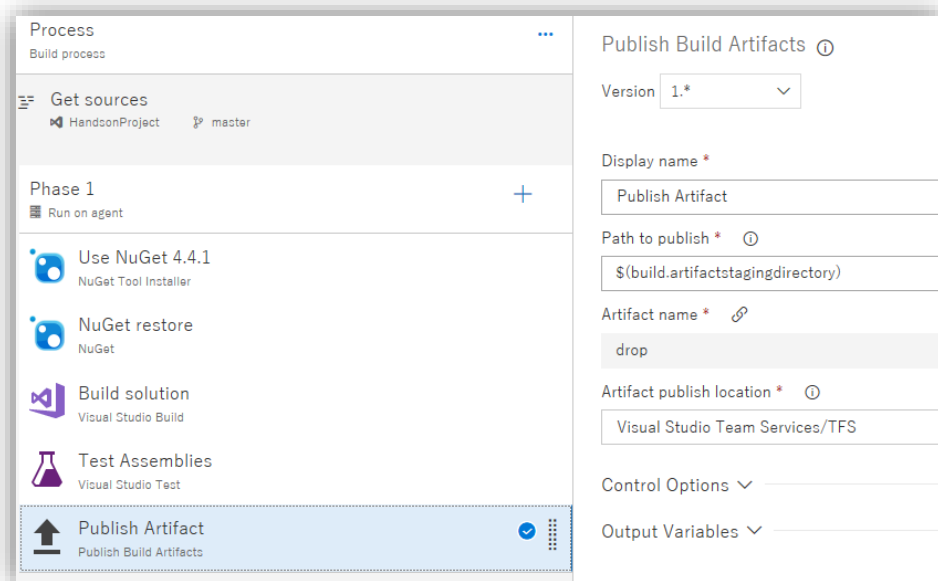 Process
...
Build process
Get sources
HandsonProject master
Phase 1
Run on agent
Use NuGet 4.4.1
NuGet Tool Installer
NuGet restore
NuGet
Build solution
Visual Studio Build
Test Assemblies
Visual Studio Test
Publish Artifact
Publish Build Artifacts
Publish Build Artifacts
Version 1.*
Display name *
Publish Artifact
Path to publish *
$(build.artifactstagingdirectory)
Artifact name *
drop
Artifact publish location *
Visual Studio Team Services/TFS
Control Options
Output Variables